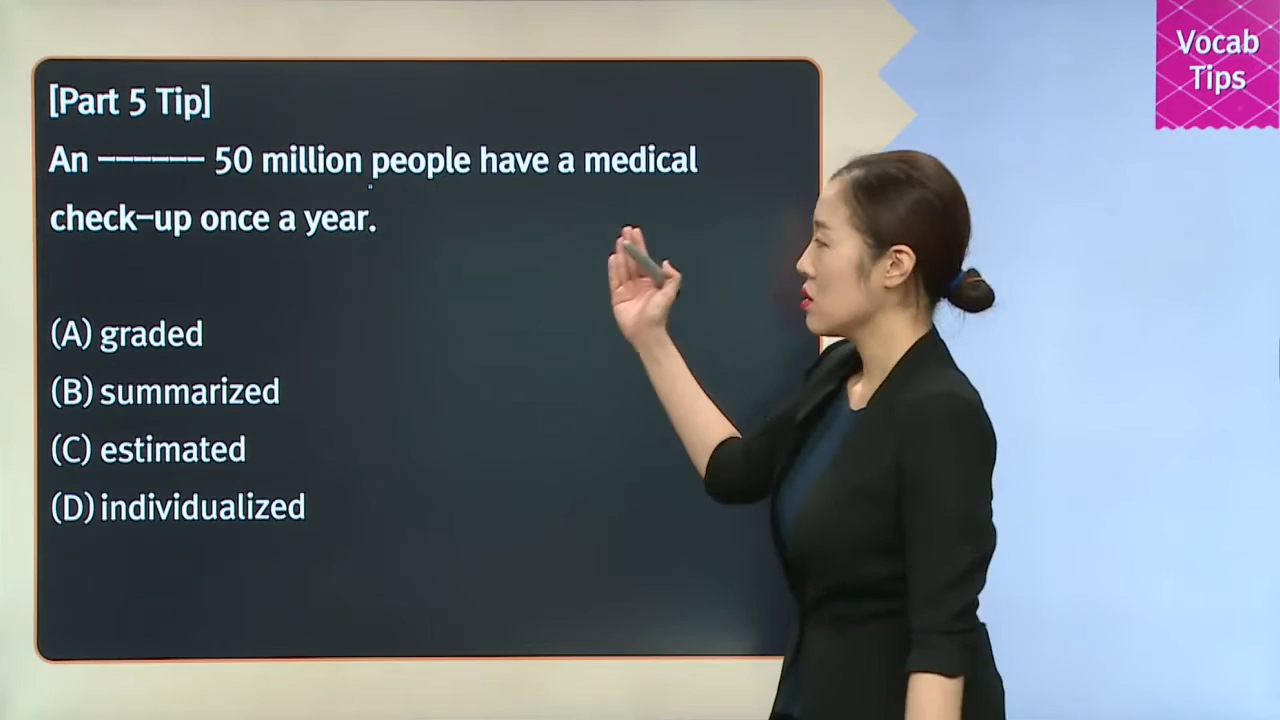 [Part 5 Tip]
An ------ 50 million people have a medical
check-up once a year.
(A) graded
(B) summarized
(C) estimated
(D) individualized
Vocab
Tips